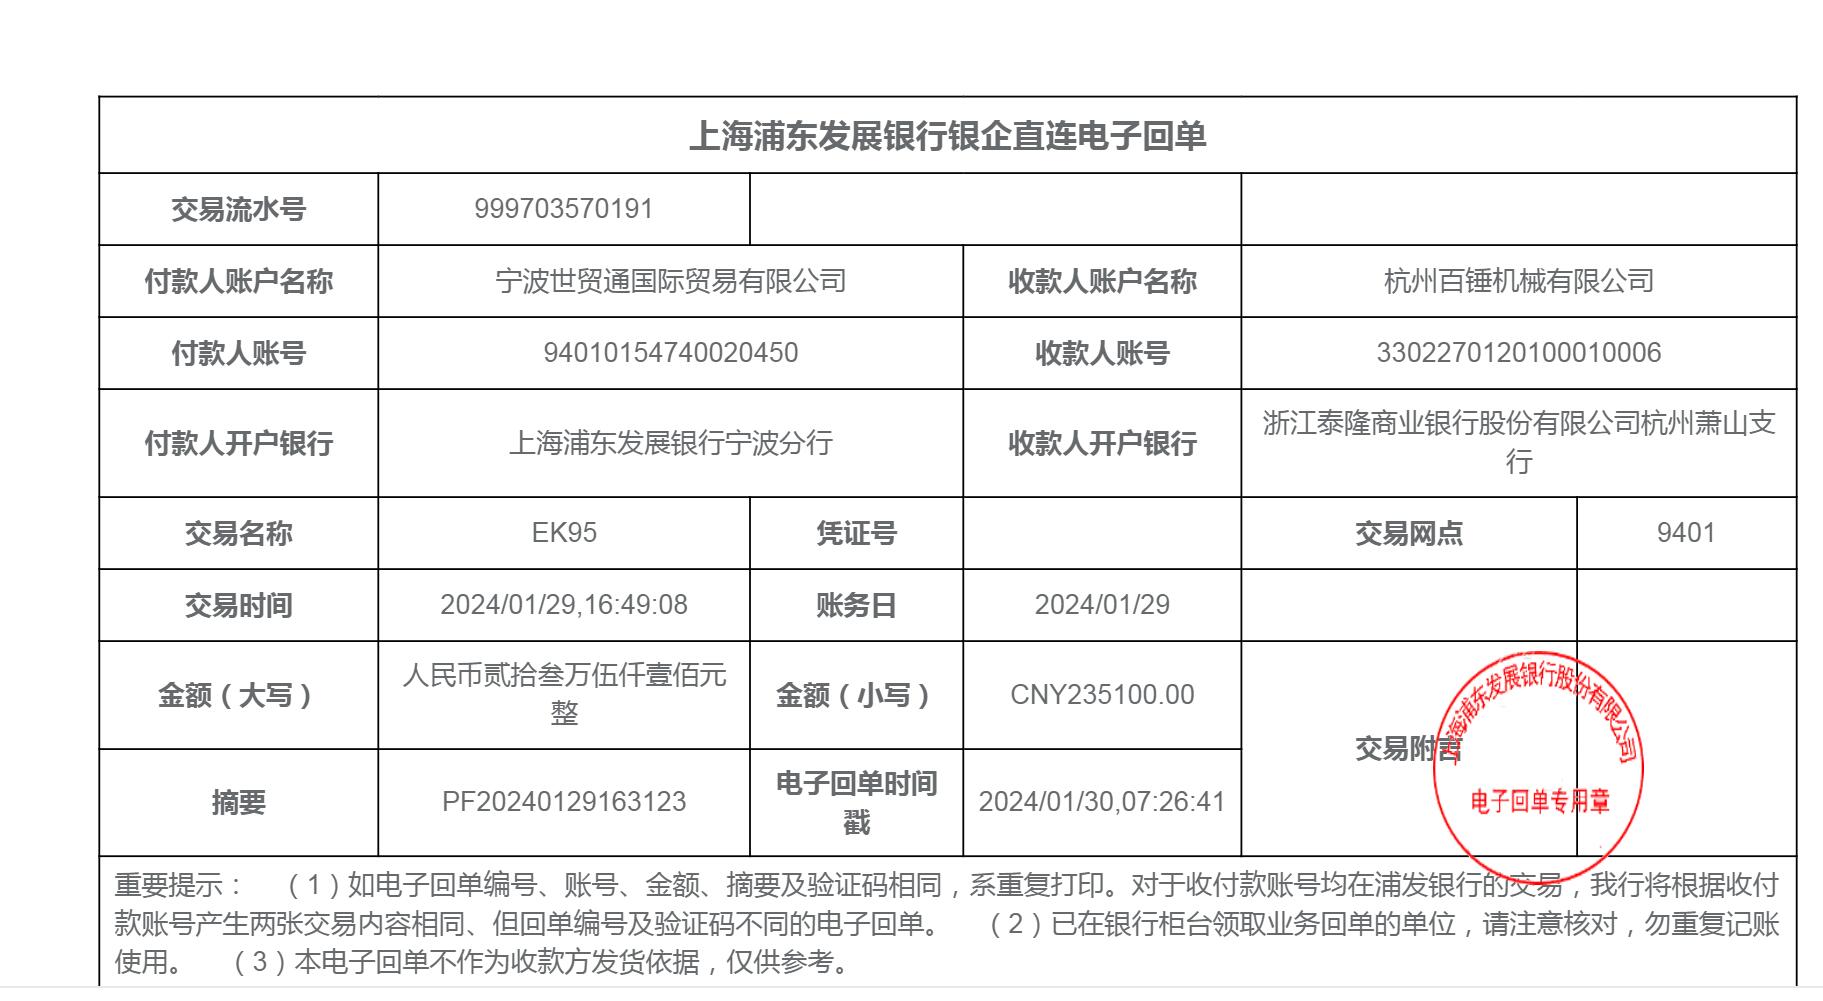 上海浦东发展银行银企直连电子回单
交易流水号 999703570191
付款人账户名称 宁波世贸通国际贸易有限公司 收款人账户名称 杭州百锤机械有限公司
付款人账号 94010154740020450 收款人账号 3302270120100010006
付款人开户银行 上海浦东发展银行宁波分行 收款人开户银行 浙江泰隆商业银行股份有限公司杭州萧山支
行
交易名称 EK95 凭证号 交易网点 9401
交易时间 2024/01/29,16:49:08 账务日 2024/01/29
金额（大写） 人民币贰拾叁万伍仟壹佰元
整
金额（小写） CNY235100.00
交易附言
上海浦东发展银行股份有限公司
电子回单专用章
摘要 PF20240129163123 电子回单时间
戳
2024/01/30,07:26:41
重要提示： （1）如电子回单编号、账号、金额、摘要及验证码相同，系重复打印。对于收付款账号均在浦发银行的交易，我行将根据收付
款账号产生两张交易内容相同、但回单编号及验证码不同的电子回单。 （2）已在银行柜台领取业务回单的单位，请注意核对，勿重复记账
使用。 （3）本电子回单不作为收款方发货依据，仅供参考。